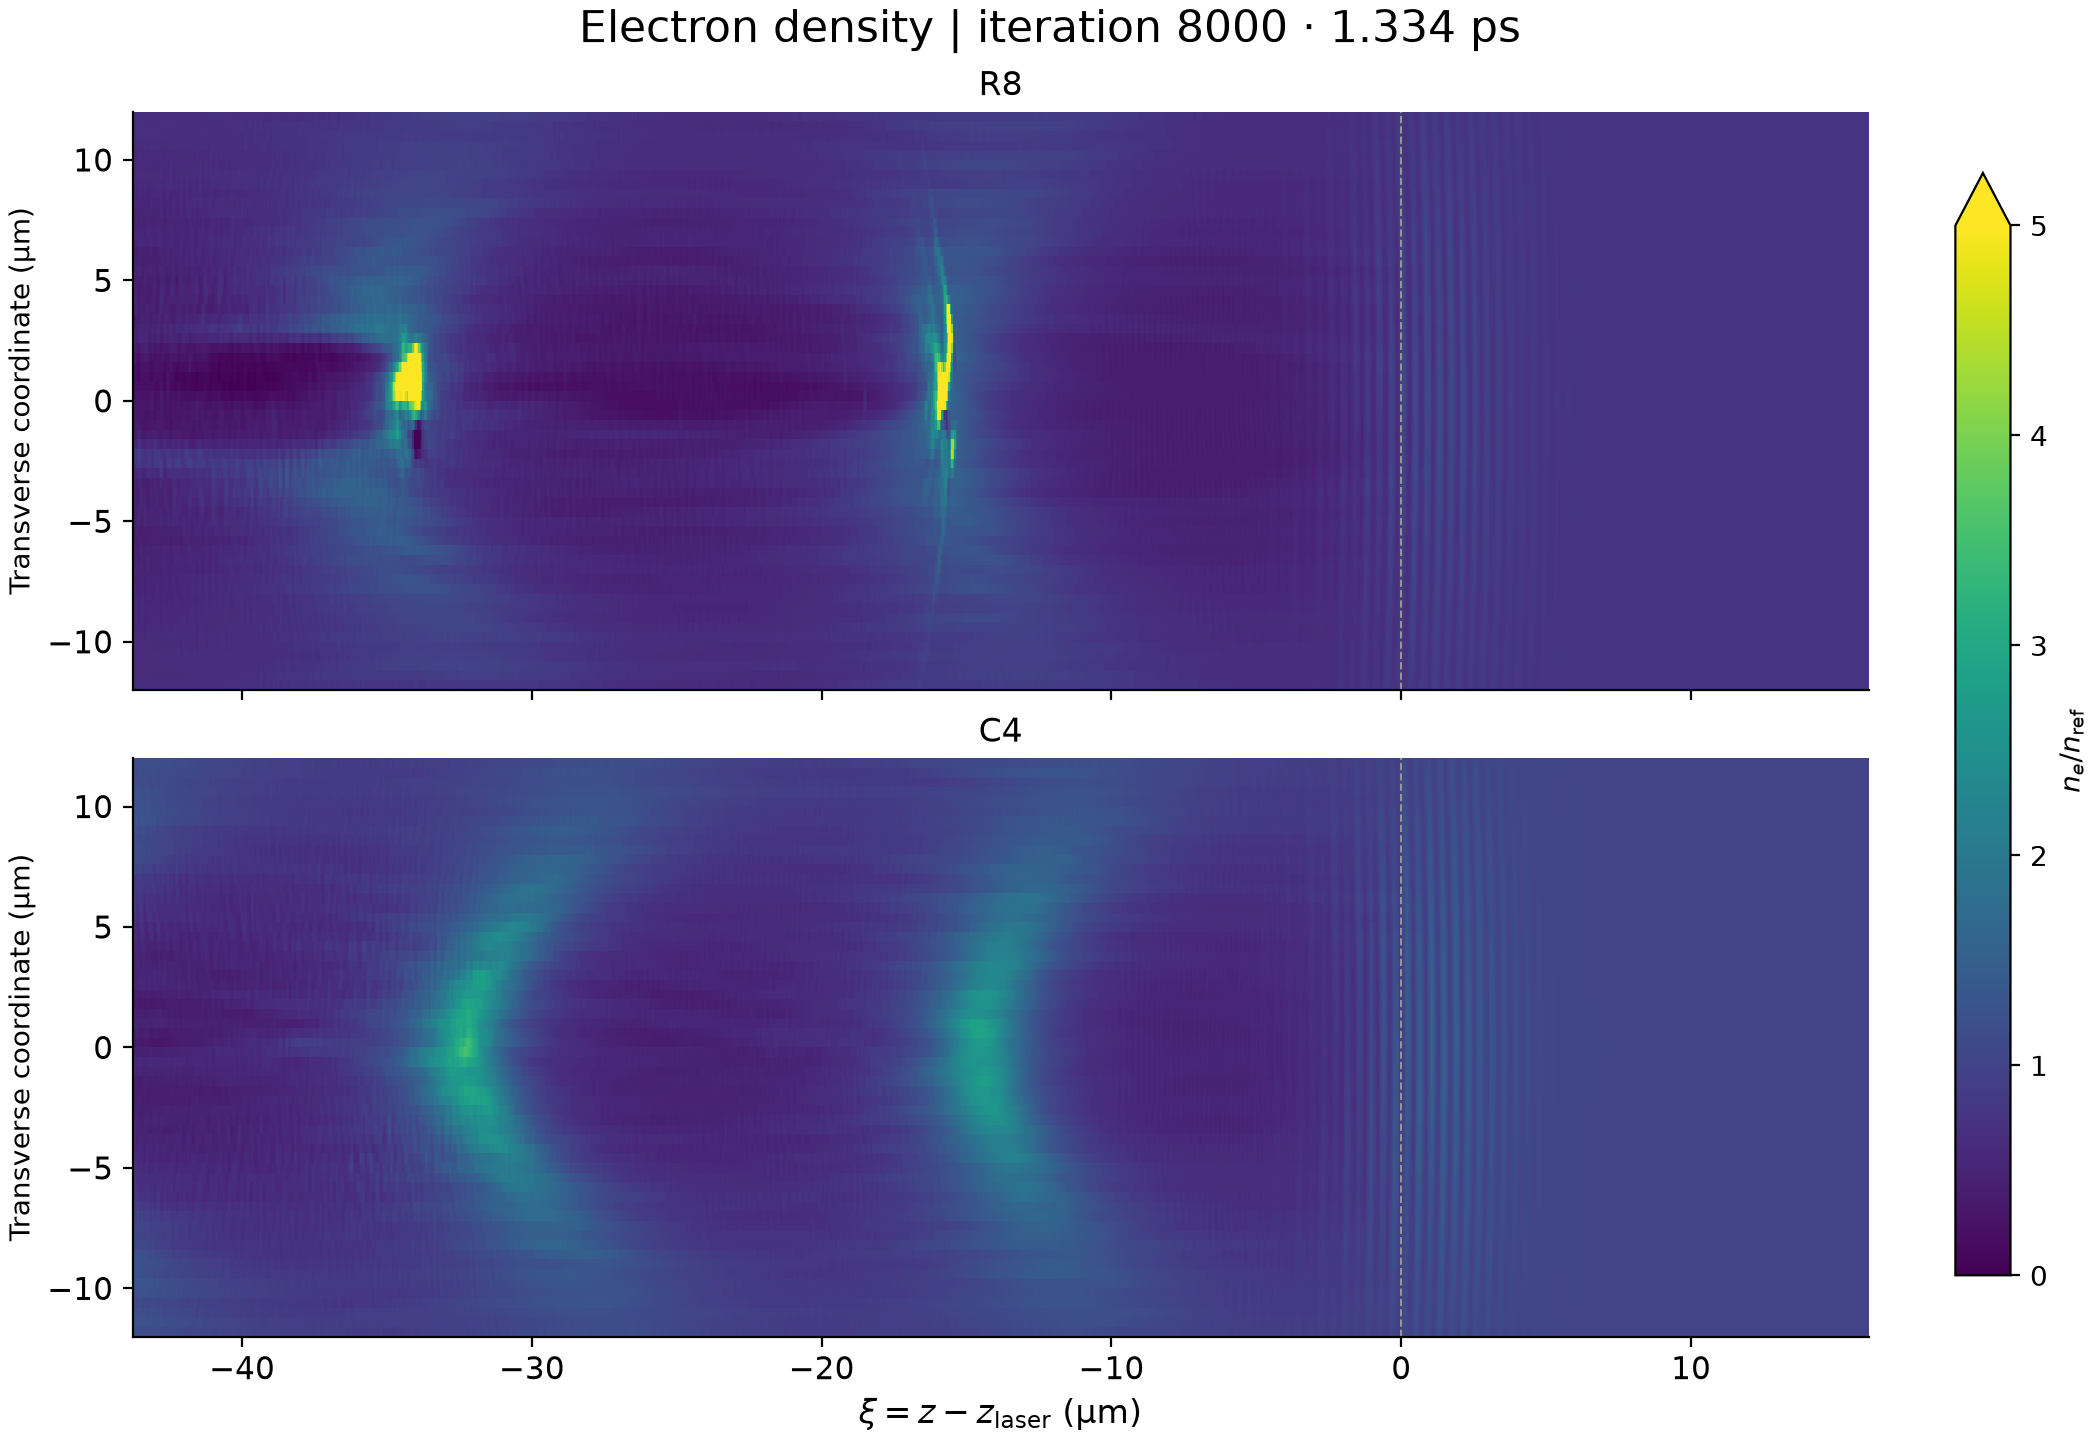 Electron density | iteration 8000 · 1.334 ps
R8
Transverse coordinate (µm)
10
5
0
−5
−10
C4
Transverse coordinate (µm)
10
5
0
−5
−10
−40 −30 −20 −10 0 10
ξ = z − z_laser (µm)
5
4
3
2
1
0
n_e/n_ref